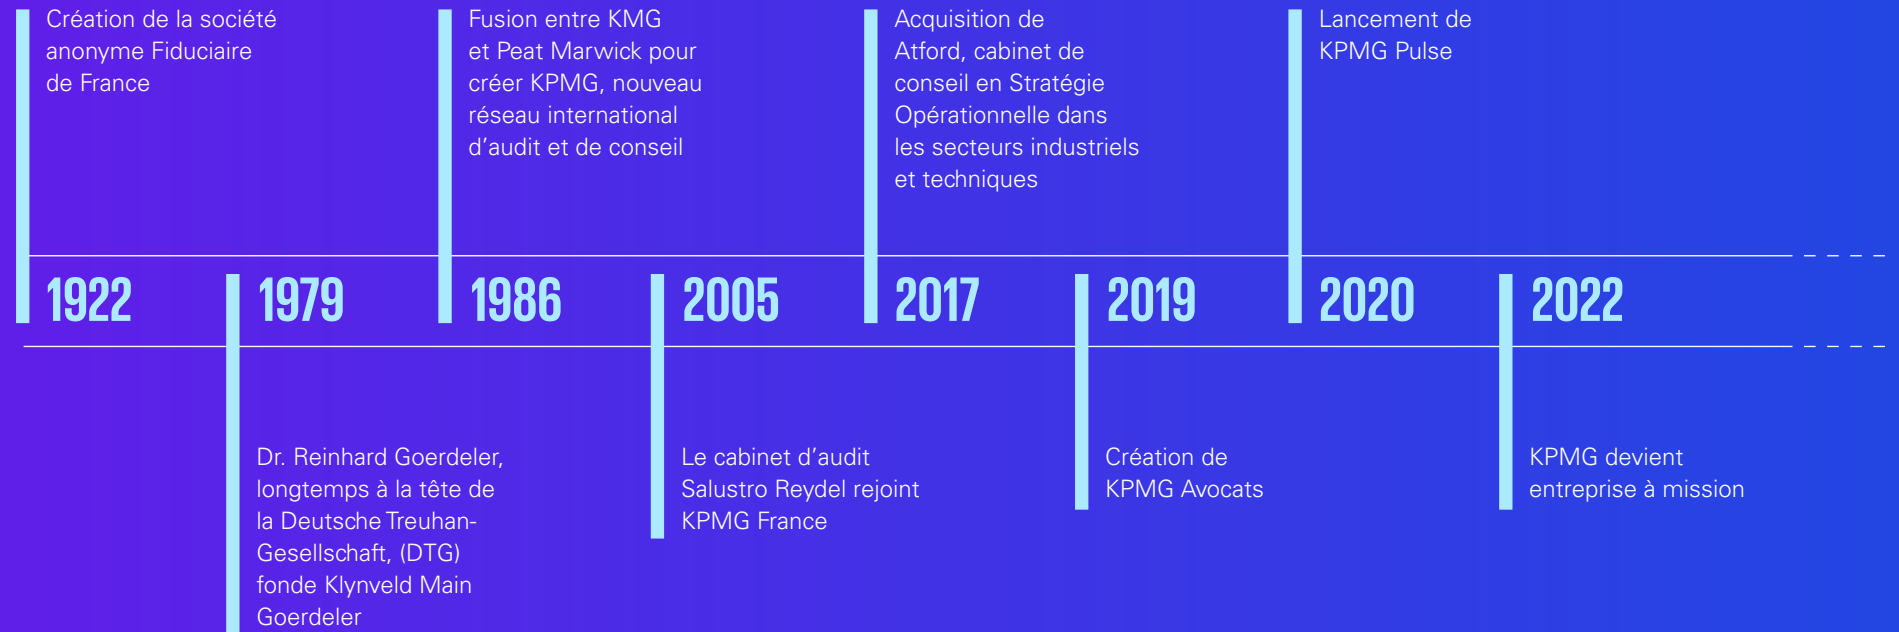 Création de la société
anonyme Fiduciaire
de France
Fusion entre KMG
et Peat Marwick pour
créer KPMG, nouveau
réseau international
d’audit et de conseil
Acquisition de
Atford, cabinet de
conseil en Stratégie
Opérationnelle dans
les secteurs industriels
et techniques
Lancement de
KPMG Pulse
1922
1979
1986
2005
2017
2019
2020
2022
Dr. Reinhard Goerdeler,
longtemps à la tête de
la Deutsche Treuhan-
Gesellschaft, (DTG)
fonde Klynveld Main
Goerdeler
Le cabinet d’audit
Salustro Reydel rejoint
KPMG France
Création de
KPMG Avocats
KPMG devient
entreprise à mission